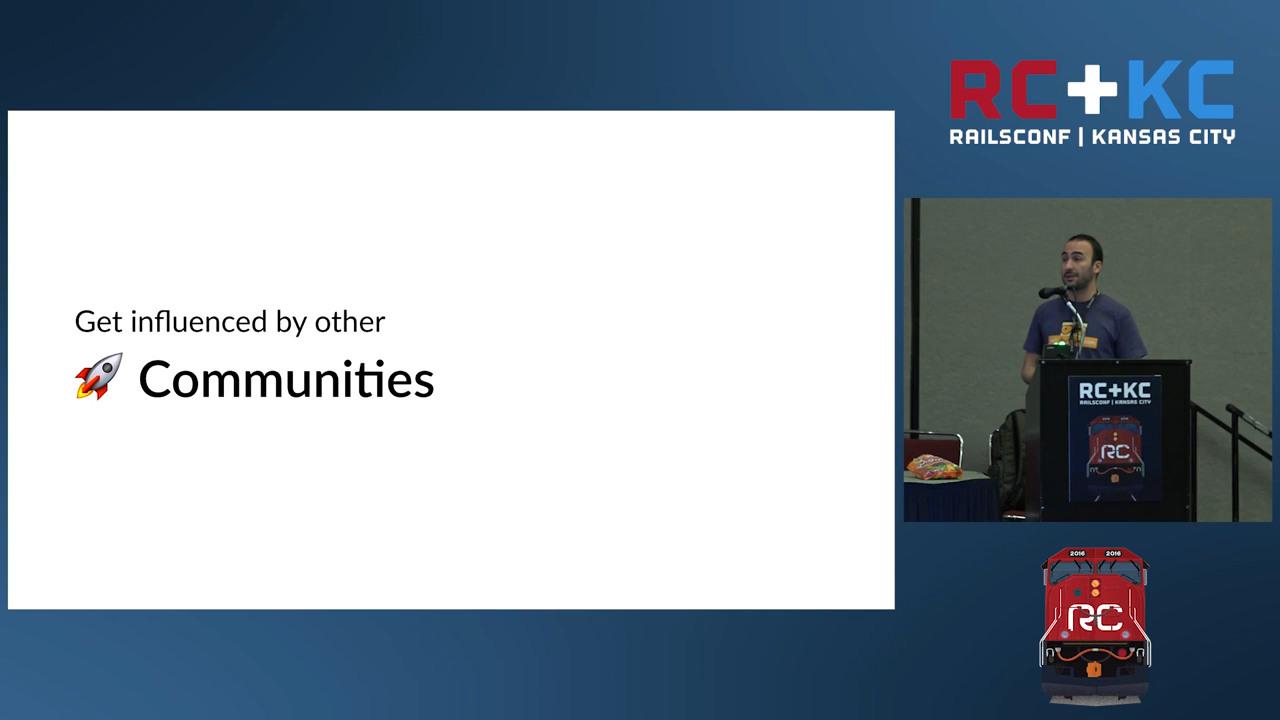 RC+KC
RAILSCONF | KANSAS CITY
Get influenced by other
🚀 Communities
RC+KC
RAILSCONF | KANSAS CITY
RC
2016 2016
RC